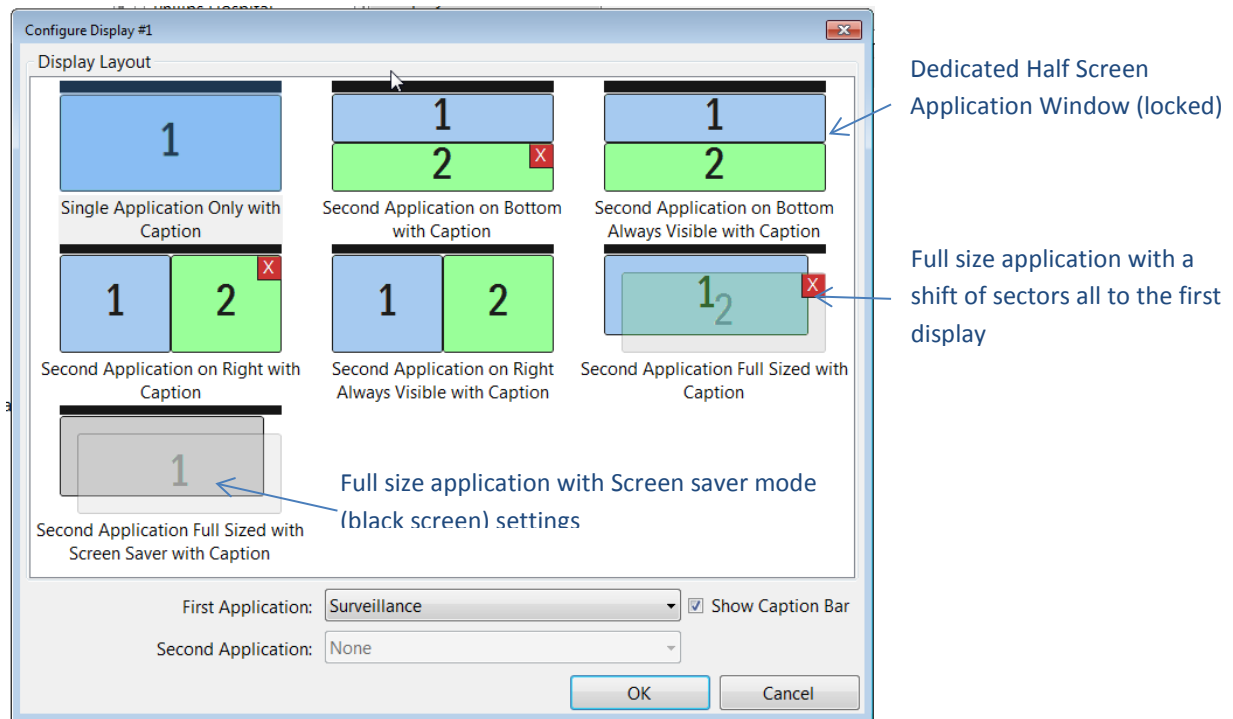 Configure Display #1
Display Layout
1
1
2
X
1
2
Single Application Only with
Caption
Second Application on Bottom
with Caption
Second Application on Bottom
Always Visible with Caption
1
2
X
1
2
1
2
X
Second Application on Right with
Caption
Second Application on Right
Always Visible with Caption
Second Application Full Sized with
Caption
1
Second Application Full Sized with
Screen Saver with Caption
Full size application with Screen saver mode
(black screen) settings
First Application:
Surveillance
Show Caption Bar
Second Application:
None
OK
Cancel
Dedicated Half Screen
Application Window (locked)
Full size application with a
shift of sectors all to the first
display